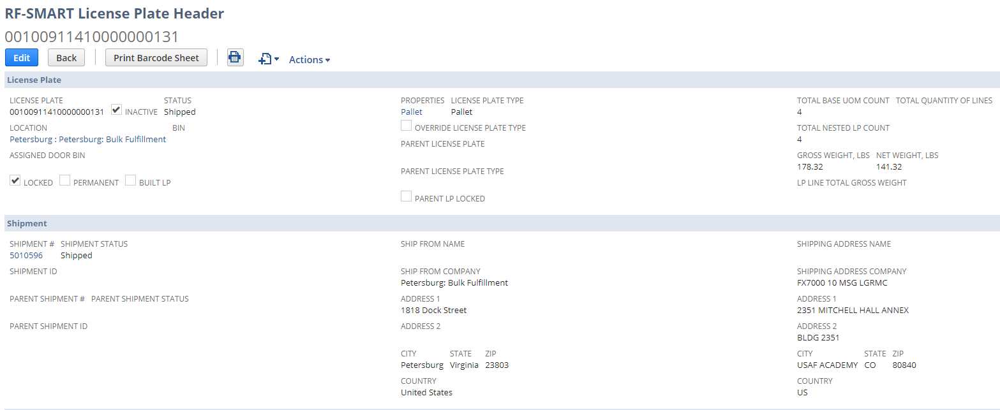 RF-SMART License Plate Header
00100911410000000131
Edit Back Print Barcode Sheet Actions
License Plate
LICENSE PLATE STATUS PROPERTIES LICENSE PLATE TYPE TOTAL BASE UOM COUNT TOTAL QUANTITY OF LINES
00100911410000000131 INACTIVE Shipped Pallet Pallet 4
LOCATION BIN OVERRIDE LICENSE PLATE TYPE TOTAL NESTED LP COUNT
Petersburg : Petersburg: Bulk Fulfillment 4
PARENT LICENSE PLATE
ASSIGNED DOOR BIN GROSS WEIGHT, LBS NET WEIGHT, LBS
178.32 141.32
PARENT LICENSE PLATE TYPE
LOCKED PERMANENT BUILT LP LP LINE TOTAL GROSS WEIGHT
PARENT LP LOCKED
Shipment
SHIPMENT # SHIPMENT STATUS SHIP FROM NAME SHIPPING ADDRESS NAME
5010596 Shipped
SHIPMENT ID SHIP FROM COMPANY SHIPPING ADDRESS COMPANY
Petersburg: Bulk Fulfillment FX7000 10 MSG LGRMC
PARENT SHIPMENT # PARENT SHIPMENT STATUS ADDRESS 1 ADDRESS 1
1818 Dock Street 2351 MITCHELL HALL ANNEX
PARENT SHIPMENT ID ADDRESS 2 ADDRESS 2
BLDG 2351
CITY STATE ZIP CITY STATE ZIP
Petersburg Virginia 23803 USAF ACADEMY CO 80840
COUNTRY COUNTRY
United States US